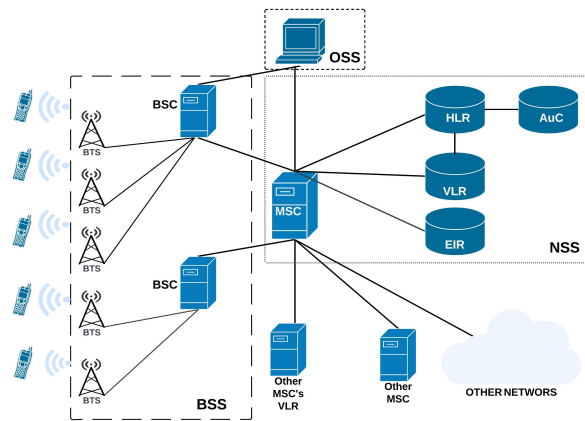 OSS
BSC
HLR
AuC
BTS
VLR
BTS
MSC
EIR
BTS
NSS
BSC
BTS
Other
MSC's
VLR
Other
MSC
OTHER NETWORS
BTS
BSS